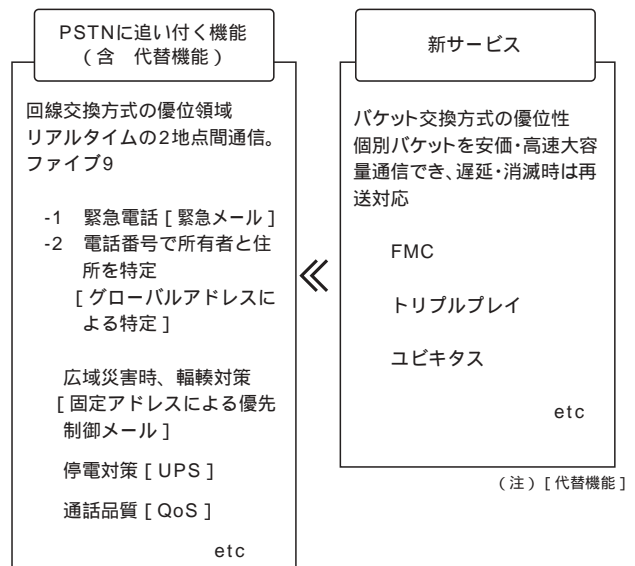 PSTNに追い付く機能
(含 代替機能)
回線交換方式の優位領域
リアルタイムの2地点間通信。
ファイブ9
-1 緊急電話[緊急メール]
-2 電話番号で所有者と住
所を特定
[グローバルアドレスに
よる特定]
広域災害時、輻輳対策
[固定アドレスによる優先
制御メール]
停電対策[UPS]
通話品質[QoS]
etc
≪
新サービス
パケット交換方式の優位性
個別パケットを安価・高速大容
量通信でき、遅延・消滅時は再
送対応
FMC
トリプルプレイ
ユビキタス
etc
(注)[代替機能]